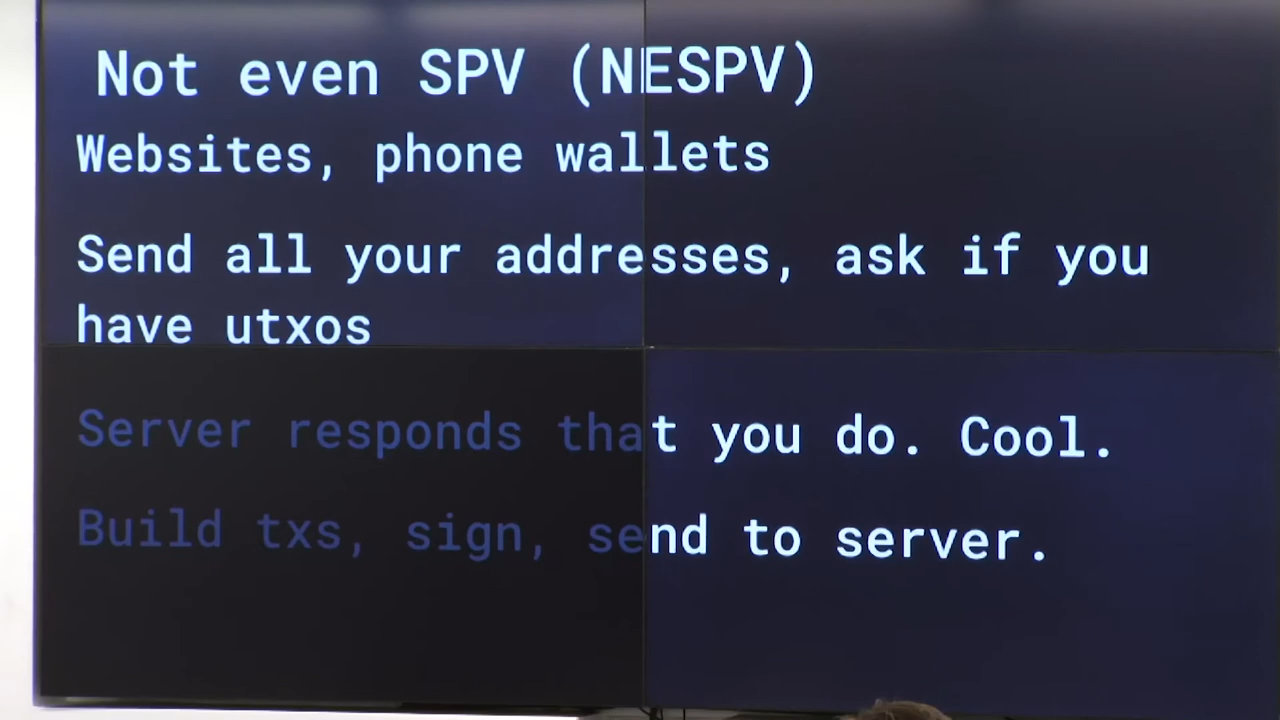 Not even SPV (NESPV)
Websites, phone wallets
Send all your addresses, ask if you
have utxos
Server responds that you do. Cool.
Build txs, sign, send to server.